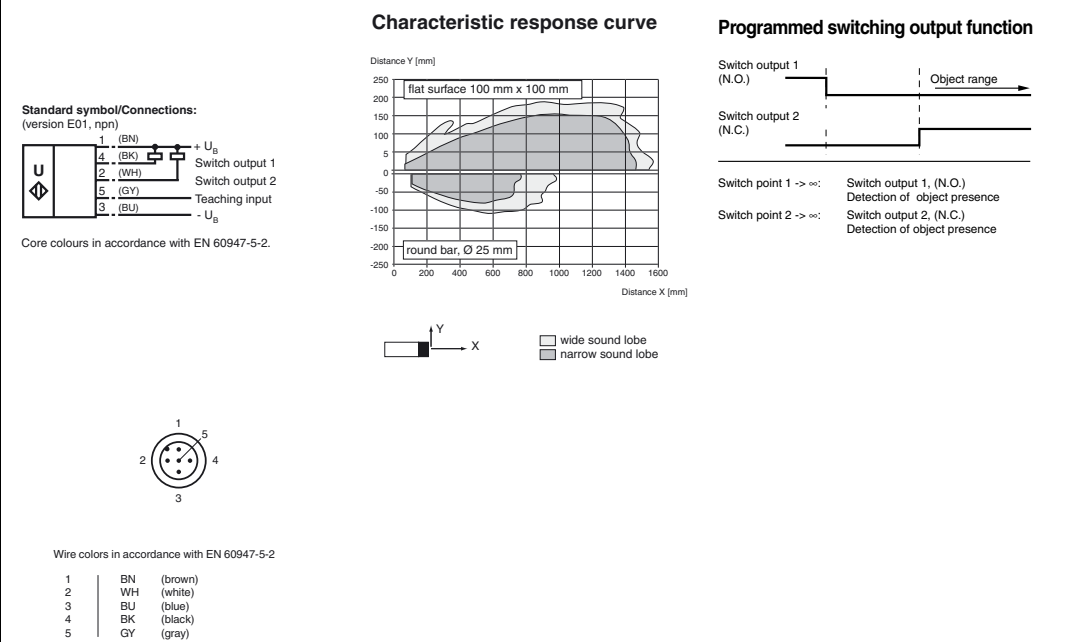 Characteristic response curve
Programmed switching output function
Standard symbol/Connections:
(version E01, npn)
U
1 (BN)
4 (BK)
2 (WH)
5 (GY)
3 (BU)
+ UB
Switch output 1
Switch output 2
Teaching input
- UB
Core colours in accordance with EN 60947-5-2.
Distance Y [mm]
250
200
150
100
5
0
-50
-100
-150
-200
-250
flat surface 100 mm x 100 mm
round bar, Ø 25 mm
0 200 400 600 800 1000 1200 1400 1600
Distance X [mm]
Y
X
wide sound lobe
narrow sound lobe
Switch output 1
(N.O.)
Object range
Switch output 2
(N.C.)
Switch point 1 -> ∞: Switch output 1, (N.O.)
Detection of object presence
Switch point 2 -> ∞: Switch output 2, (N.C.)
Detection of object presence
1
5
2
4
3
Wire colors in accordance with EN 60947-5-2
1 BN (brown)
2 WH (white)
3 BU (blue)
4 BK (black)
5 GY (gray)